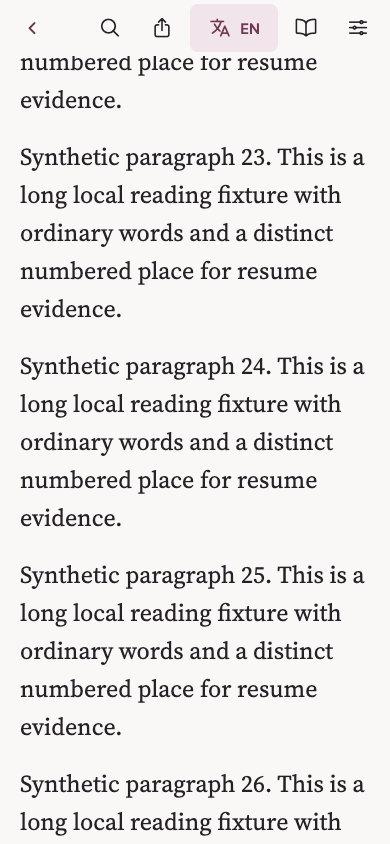 EN
numbered place for resume
evidence.
Synthetic paragraph 23. This is a
long local reading fixture with
ordinary words and a distinct
numbered place for resume
evidence.
Synthetic paragraph 24. This is a
long local reading fixture with
ordinary words and a distinct
numbered place for resume
evidence.
Synthetic paragraph 25. This is a
long local reading fixture with
ordinary words and a distinct
numbered place for resume
evidence.
Synthetic paragraph 26. This is a
long local reading fixture with